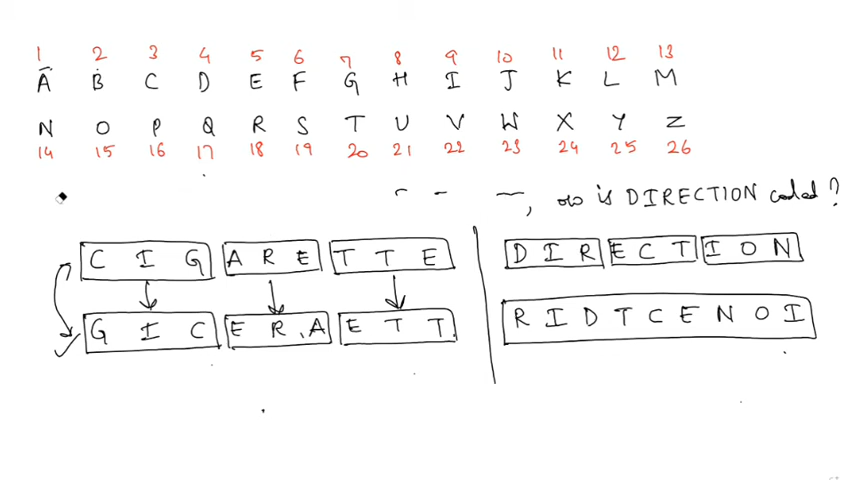 1 2 3 4 5 6 7 8 9 10 11 12 13
A B C D E F G H I J K L M
N O P Q R S T U V W X Y Z
14 15 16 17 18 19 20 21 22 23 24 25 26
, ow is DIRECTION coded ?
C I G A R E T T E D I R E C T I O N
G I C E R A E T T R I D T C E N O I